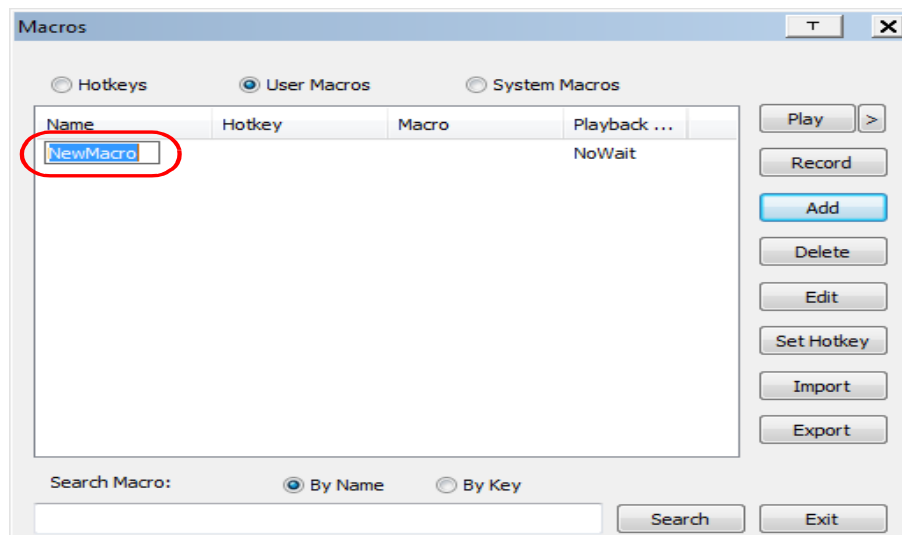 Macros T X
Hotkeys User Macros System Macros
Name Hotkey Macro Playback ... Play >
NewMacro NoWait
Record
Add
Delete
Edit
Set Hotkey
Import
Export
Search Macro: By Name By Key
Search Exit